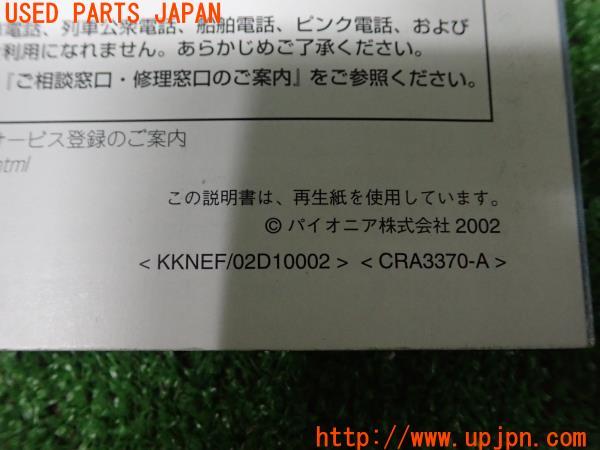 USED PARTS JAPAN
電話、列車公衆電話、船舶電話、ピンク電話、および
利用になれません。あらかじめご了承ください。
『ご相談窓口・修理窓口のご案内』をご参照ください。
ービス登録のご案内
html
この説明書は、再生紙を使用しています。
© パイオニア株式会社 2002
< KKNEF/02D10002 > < CRA3370-A >
http://www.upjpn.com/